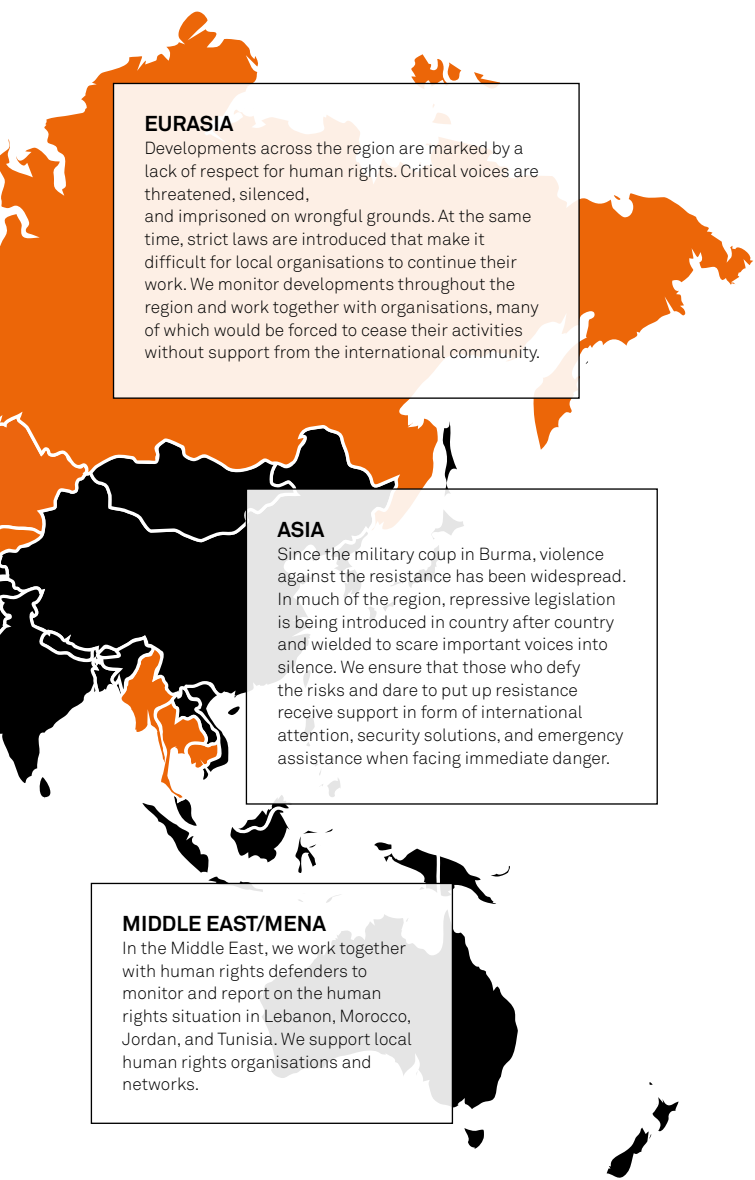 EURASIA
Developments across the region are marked by a
lack of respect for human rights. Critical voices are
threatened, silenced,
and imprisoned on wrongful grounds. At the same
time, strict laws are introduced that make it
difficult for local organisations to continue their
work. We monitor developments throughout the
region and work together with organisations, many
of which would be forced to cease their activities
without support from the international community.
ASIA
Since the military coup in Burma, violence
against the resistance has been widespread.
In much of the region, repressive legislation
is being introduced in country after country
and wielded to scare important voices into
silence. We ensure that those who defy
the risks and dare to put up resistance
receive support in form of international
attention, security solutions, and emergency
assistance when facing immediate danger.
MIDDLE EAST/MENA
In the Middle East, we work together
with human rights defenders to
monitor and report on the human
rights situation in Lebanon, Morocco,
Jordan, and Tunisia. We support local
human rights organisations and
networks.